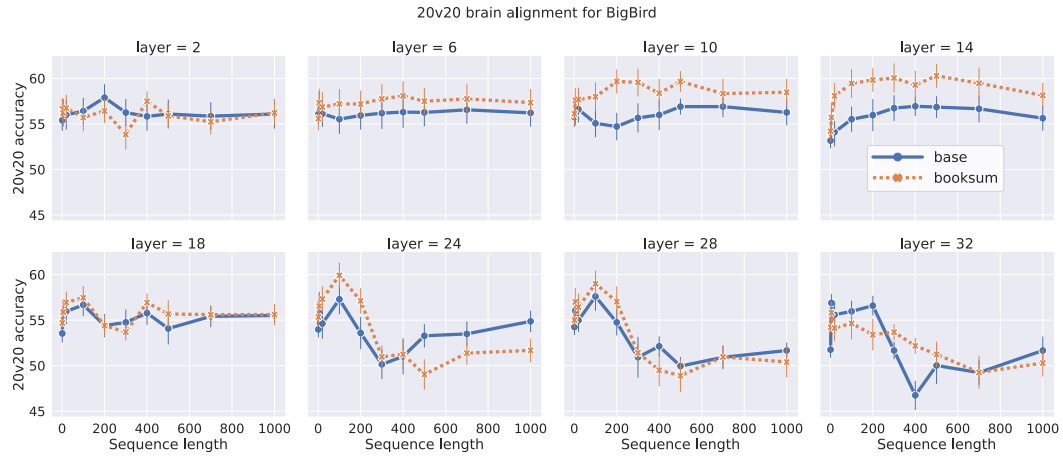 20v20 brain alignment for BigBird
layer = 2
layer = 6
layer = 10
layer = 14
20v20 accuracy
60
55
50
45
base
booksum
layer = 18
layer = 24
layer = 28
layer = 32
20v20 accuracy
60
55
50
45
0 200 400 600 800 1000
0 200 400 600 800 1000
0 200 400 600 800 1000
0 200 400 600 800 1000
Sequence length
Sequence length
Sequence length
Sequence length